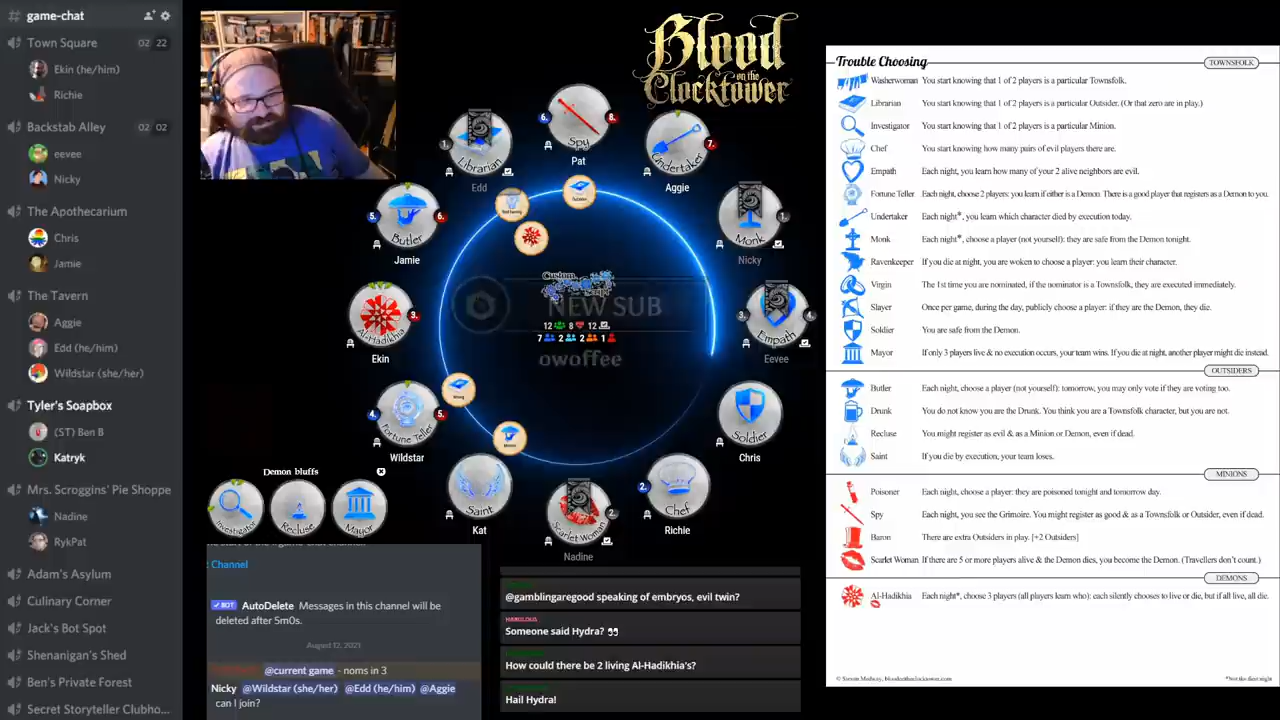 # game-chat
Town Square 02 22
Ekin (he/him)
Richie
Backstab Alley 02 02
eevee
Nicky
The Apothecarium
Chris
Jamie
The Tavern
Aggie
Edd (he/him)
Wildstar (she/her)
Tyler's Soapbox
(ST) Ben B
Katryk
Mrs. Scroggins' Pie Shoppe
Nadine
RykPat
Adam's Asylum
Culinary Corner
Jack's Spot
Shenanigan's Shed
Ben's Private Forest
Secret Storyteller Clubho...
Blood
on the
Clocktower
Spy
Pat
Librarian
Edd
Undertaker
Aggie
Butler
Jamie
Monk
Nicky
Al-Hadikhia
Ekin
Empath
Eevee
NEW SUB
12 8 12
7 2 2 1
owoffee
Fortune Teller
Wildstar
Soldier
Chris
Saint
Kat
Scarlet Woman
Nadine
Chef
Richie
Demon bluffs
Investigator
Recluse
Mayor
Channel
BOT AutoDelete Messages in this channel will be
deleted after 5m0s.
August 12, 2021
@current game - noms in 3
Nicky @Wildstar (she/her) @Edd (he/him) @Aggie
can I join?
@gamblingaregood speaking of embryos, evil twin?
Someone said Hydra?
How could there be 2 living Al-Hadikhia's?
Hail Hydra!
Trouble Choosing
TOWNSFOLK
Washerwoman You start knowing that 1 of 2 players is a particular Townsfolk.
Librarian You start knowing that 1 of 2 players is a particular Outsider. (Or that zero are in play.)
Investigator You start knowing that 1 of 2 players is a particular Minion.
Chef You start knowing how many pairs of evil players there are.
Empath Each night, you learn how many of your 2 alive neighbors are evil.
Fortune Teller Each night, choose 2 players: you learn if either is a Demon. There is a good player that registers as a Demon to you.
Undertaker Each night*, you learn which character died by execution today.
Monk Each night*, choose a player (not yourself): they are safe from the Demon tonight.
Ravenkeeper If you die at night, you are woken to choose a player: you learn their character.
Virgin The 1st time you are nominated, if the nominator is a Townsfolk, they are executed immediately.
Slayer Once per game, during the day, publicly choose a player: if they are the Demon, they die.
Soldier You are safe from the Demon.
Mayor If only 3 players live & no execution occurs, your team wins. If you die at night, another player might die instead.
OUTSIDERS
Butler Each night, choose a player (not yourself): tomorrow, you may only vote if they are voting too.
Drunk You do not know you are the Drunk. You think you are a Townsfolk character, but you are not.
Recluse You might register as evil & as a Minion or Demon, even if dead.
Saint If you die by execution, your team loses.
MINIONS
Poisoner Each night, choose a player: they are poisoned tonight and tomorrow day.
Spy Each night, you see the Grimoire. You might register as good & as a Townsfolk or Outsider, even if dead.
Baron There are extra Outsiders in play. [+2 Outsiders]
Scarlet Woman If there are 5 or more players alive & the Demon dies, you become the Demon. (Travellers don't count.)
DEMONS
Al-Hadikhia Each night*, choose 3 players (all players learn who): each silently chooses to live or die, but if all live, all die.
© Steven Medway, bloodontheclocktower.com
*Not the first night